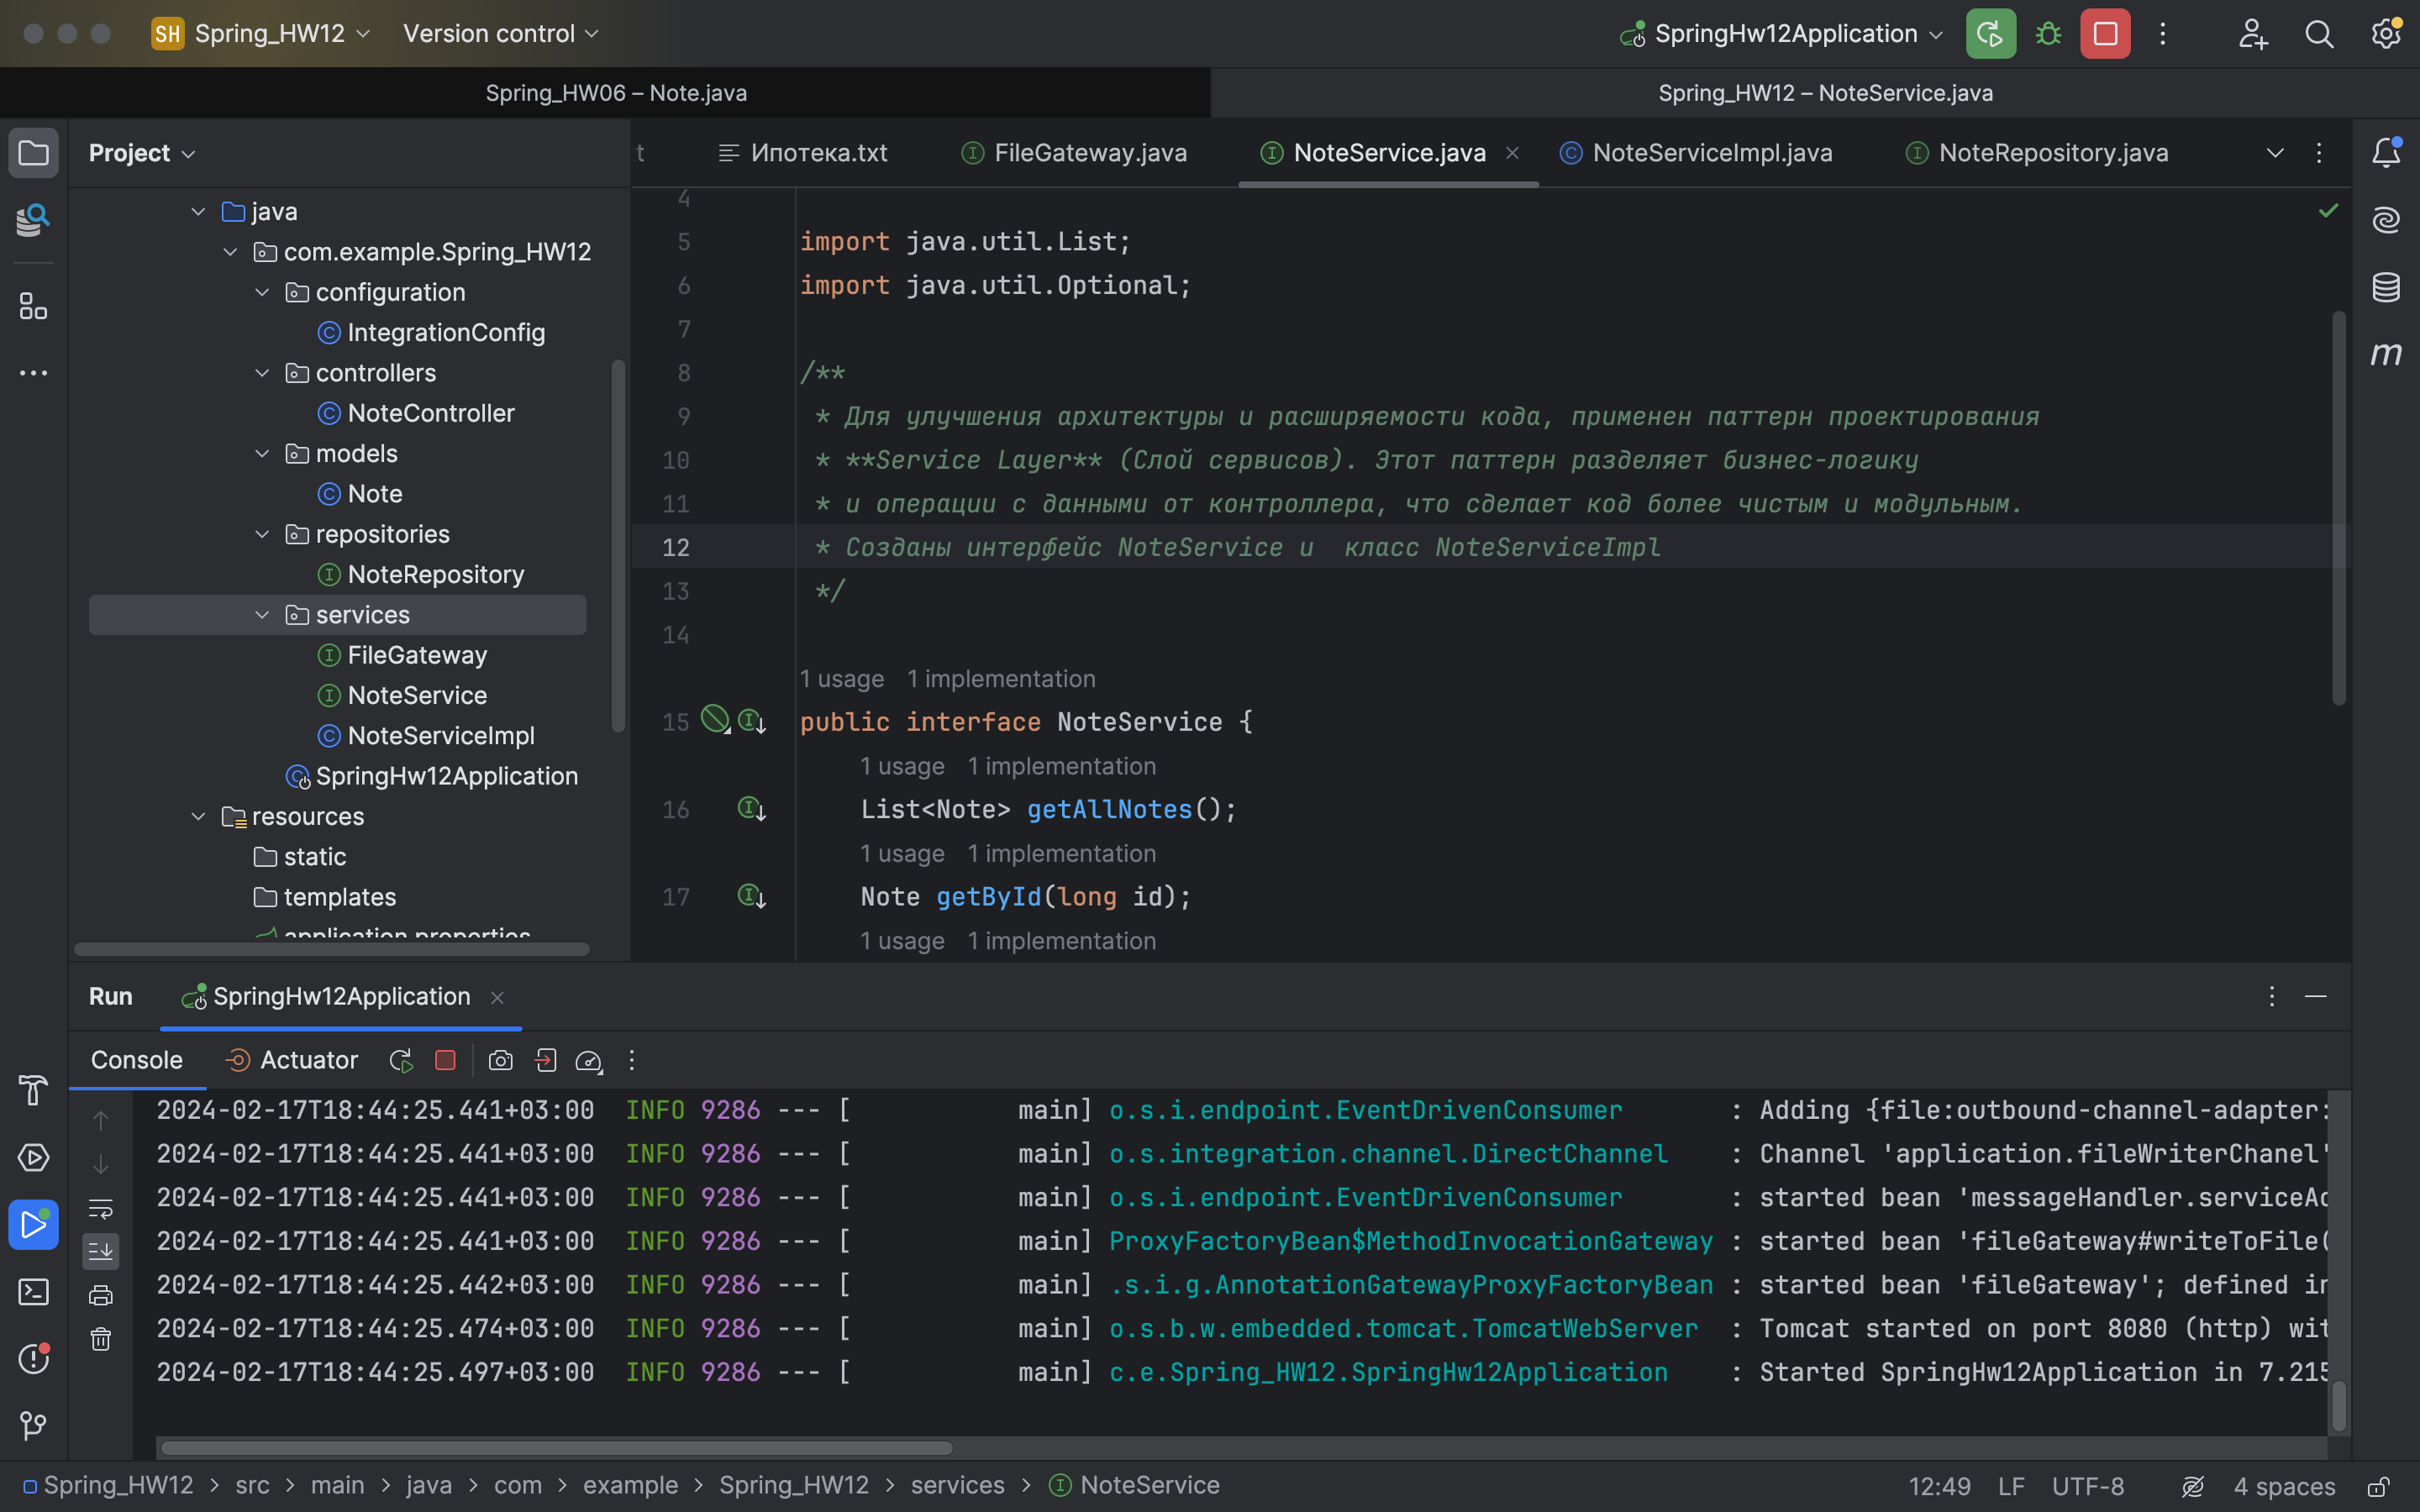 SH Spring_HW12 Version control SpringHw12Application
Spring_HW06 – Note.java Spring_HW12 – NoteService.java
Project
t Ипотека.txt FileGateway.java NoteService.java NoteServiceImpl.java NoteRepository.java
java
com.example.Spring_HW12
configuration
IntegrationConfig
controllers
NoteController
models
Note
repositories
NoteRepository
services
FileGateway
NoteService
NoteServiceImpl
SpringHw12Application
resources
static
templates
application.properties
4
5 import java.util.List;
6 import java.util.Optional;
7
8 /**
9 * Для улучшения архитектуры и расширяемости кода, применен паттерн проектирования
10 * **Service Layer** (Слой сервисов). Этот паттерн разделяет бизнес-логику
11 * и операции с данными от контроллера, что сделает код более чистым и модульным.
12 * Созданы интерфейс NoteService и  класс NoteServiceImpl
13 */
14
1 usage 1 implementation
15 public interface NoteService {
1 usage 1 implementation
16 List<Note> getAllNotes();
1 usage 1 implementation
17 Note getById(long id);
1 usage 1 implementation
Run SpringHw12Application
Console Actuator
2024-02-17T18:44:25.441+03:00  INFO 9286 --- [           main] o.s.i.endpoint.EventDrivenConsumer       : Adding {file:outbound-channel-adapter:
2024-02-17T18:44:25.441+03:00  INFO 9286 --- [           main] o.s.integration.channel.DirectChannel    : Channel 'application.fileWriterChanel'
2024-02-17T18:44:25.441+03:00  INFO 9286 --- [           main] o.s.i.endpoint.EventDrivenConsumer       : started bean 'messageHandler.serviceAc
2024-02-17T18:44:25.441+03:00  INFO 9286 --- [           main] ProxyFactoryBean$MethodInvocationGateway : started bean 'fileGateway#writeToFile(
2024-02-17T18:44:25.442+03:00  INFO 9286 --- [           main] .s.i.g.AnnotationGatewayProxyFactoryBean : started bean 'fileGateway'; defined in
2024-02-17T18:44:25.474+03:00  INFO 9286 --- [           main] o.s.b.w.embedded.tomcat.TomcatWebServer  : Tomcat started on port 8080 (http) wit
2024-02-17T18:44:25.497+03:00  INFO 9286 --- [           main] c.e.Spring_HW12.SpringHw12Application    : Started SpringHw12Application in 7.215
Spring_HW12 > src > main > java > com > example > Spring_HW12 > services > NoteService 12:49 LF UTF-8 4 spaces